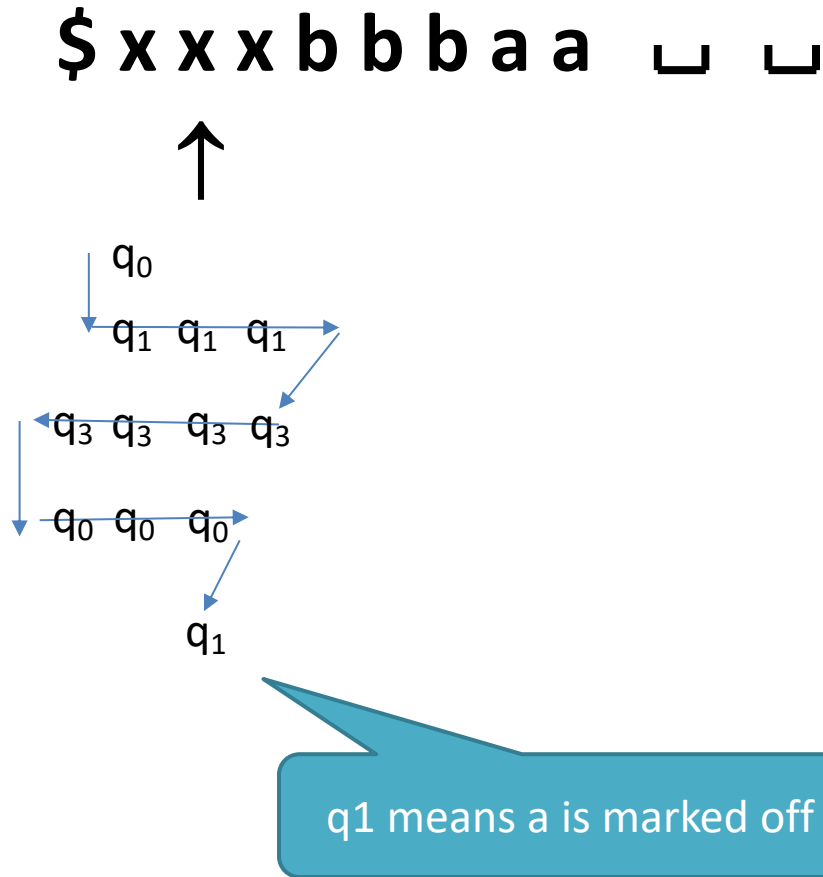 $ x x x b b b a a ␣ ␣
↑
q₀
q₁ q₁ q₁
q₃ q₃ q₃ q₃
q₀ q₀ q₀
q₁
q1 means a is marked off